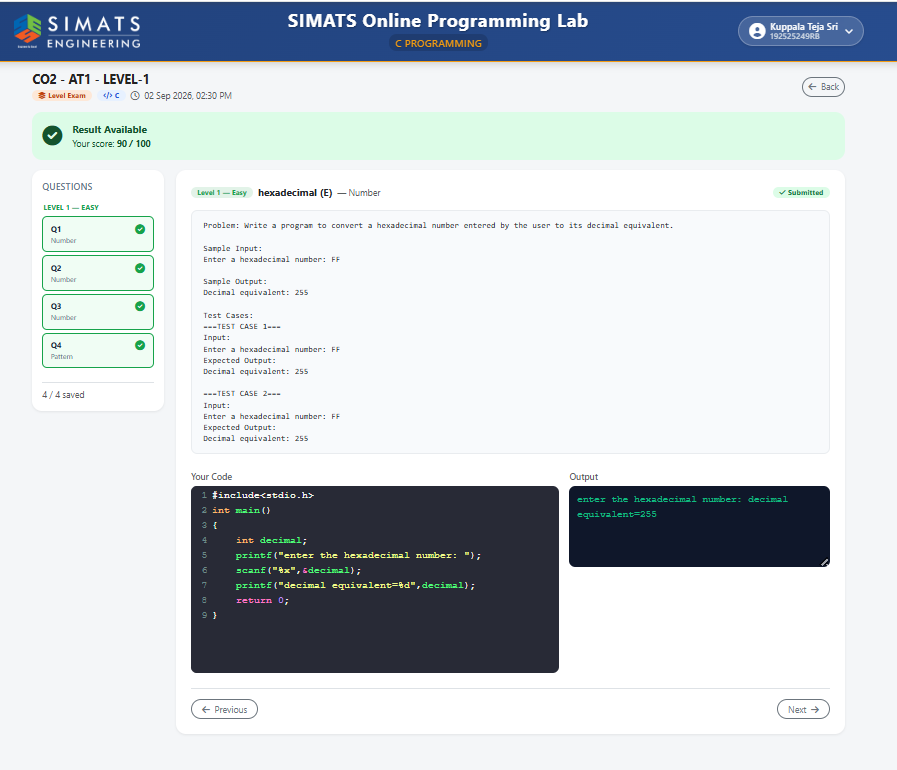 SIMATS
ENGINEERING
SIMATS Online Programming Lab
C PROGRAMMING
Kuppala Teja Sri
192525249RB
CO2 - AT1 - LEVEL-1
Level Exam
</> C
02 Sep 2026, 02:30 PM
← Back
Result Available
Your score: 90 / 100
QUESTIONS
LEVEL 1 — EASY
Q1
Number
Q2
Number
Q3
Number
Q4
Pattern
4 / 4 saved
Level 1 — Easy hexadecimal (E) — Number
✓ Submitted
Problem: Write a program to convert a hexadecimal number entered by the user to its decimal equivalent.
Sample Input:
Enter a hexadecimal number: FF
Sample Output:
Decimal equivalent: 255
Test Cases:
===TEST CASE 1===
Input:
Enter a hexadecimal number: FF
Expected Output:
Decimal equivalent: 255
===TEST CASE 2===
Input:
Enter a hexadecimal number: FF
Expected Output:
Decimal equivalent: 255
Your Code
1 #include<stdio.h>
2 int main()
3 {
4     int decimal;
5     printf("enter the hexadecimal number: ");
6     scanf("%x",&decimal);
7     printf("decimal equivalent=%d",decimal);
8     return 0;
9 }
Output
enter the hexadecimal number: decimal
equivalent=255
← Previous
Next →